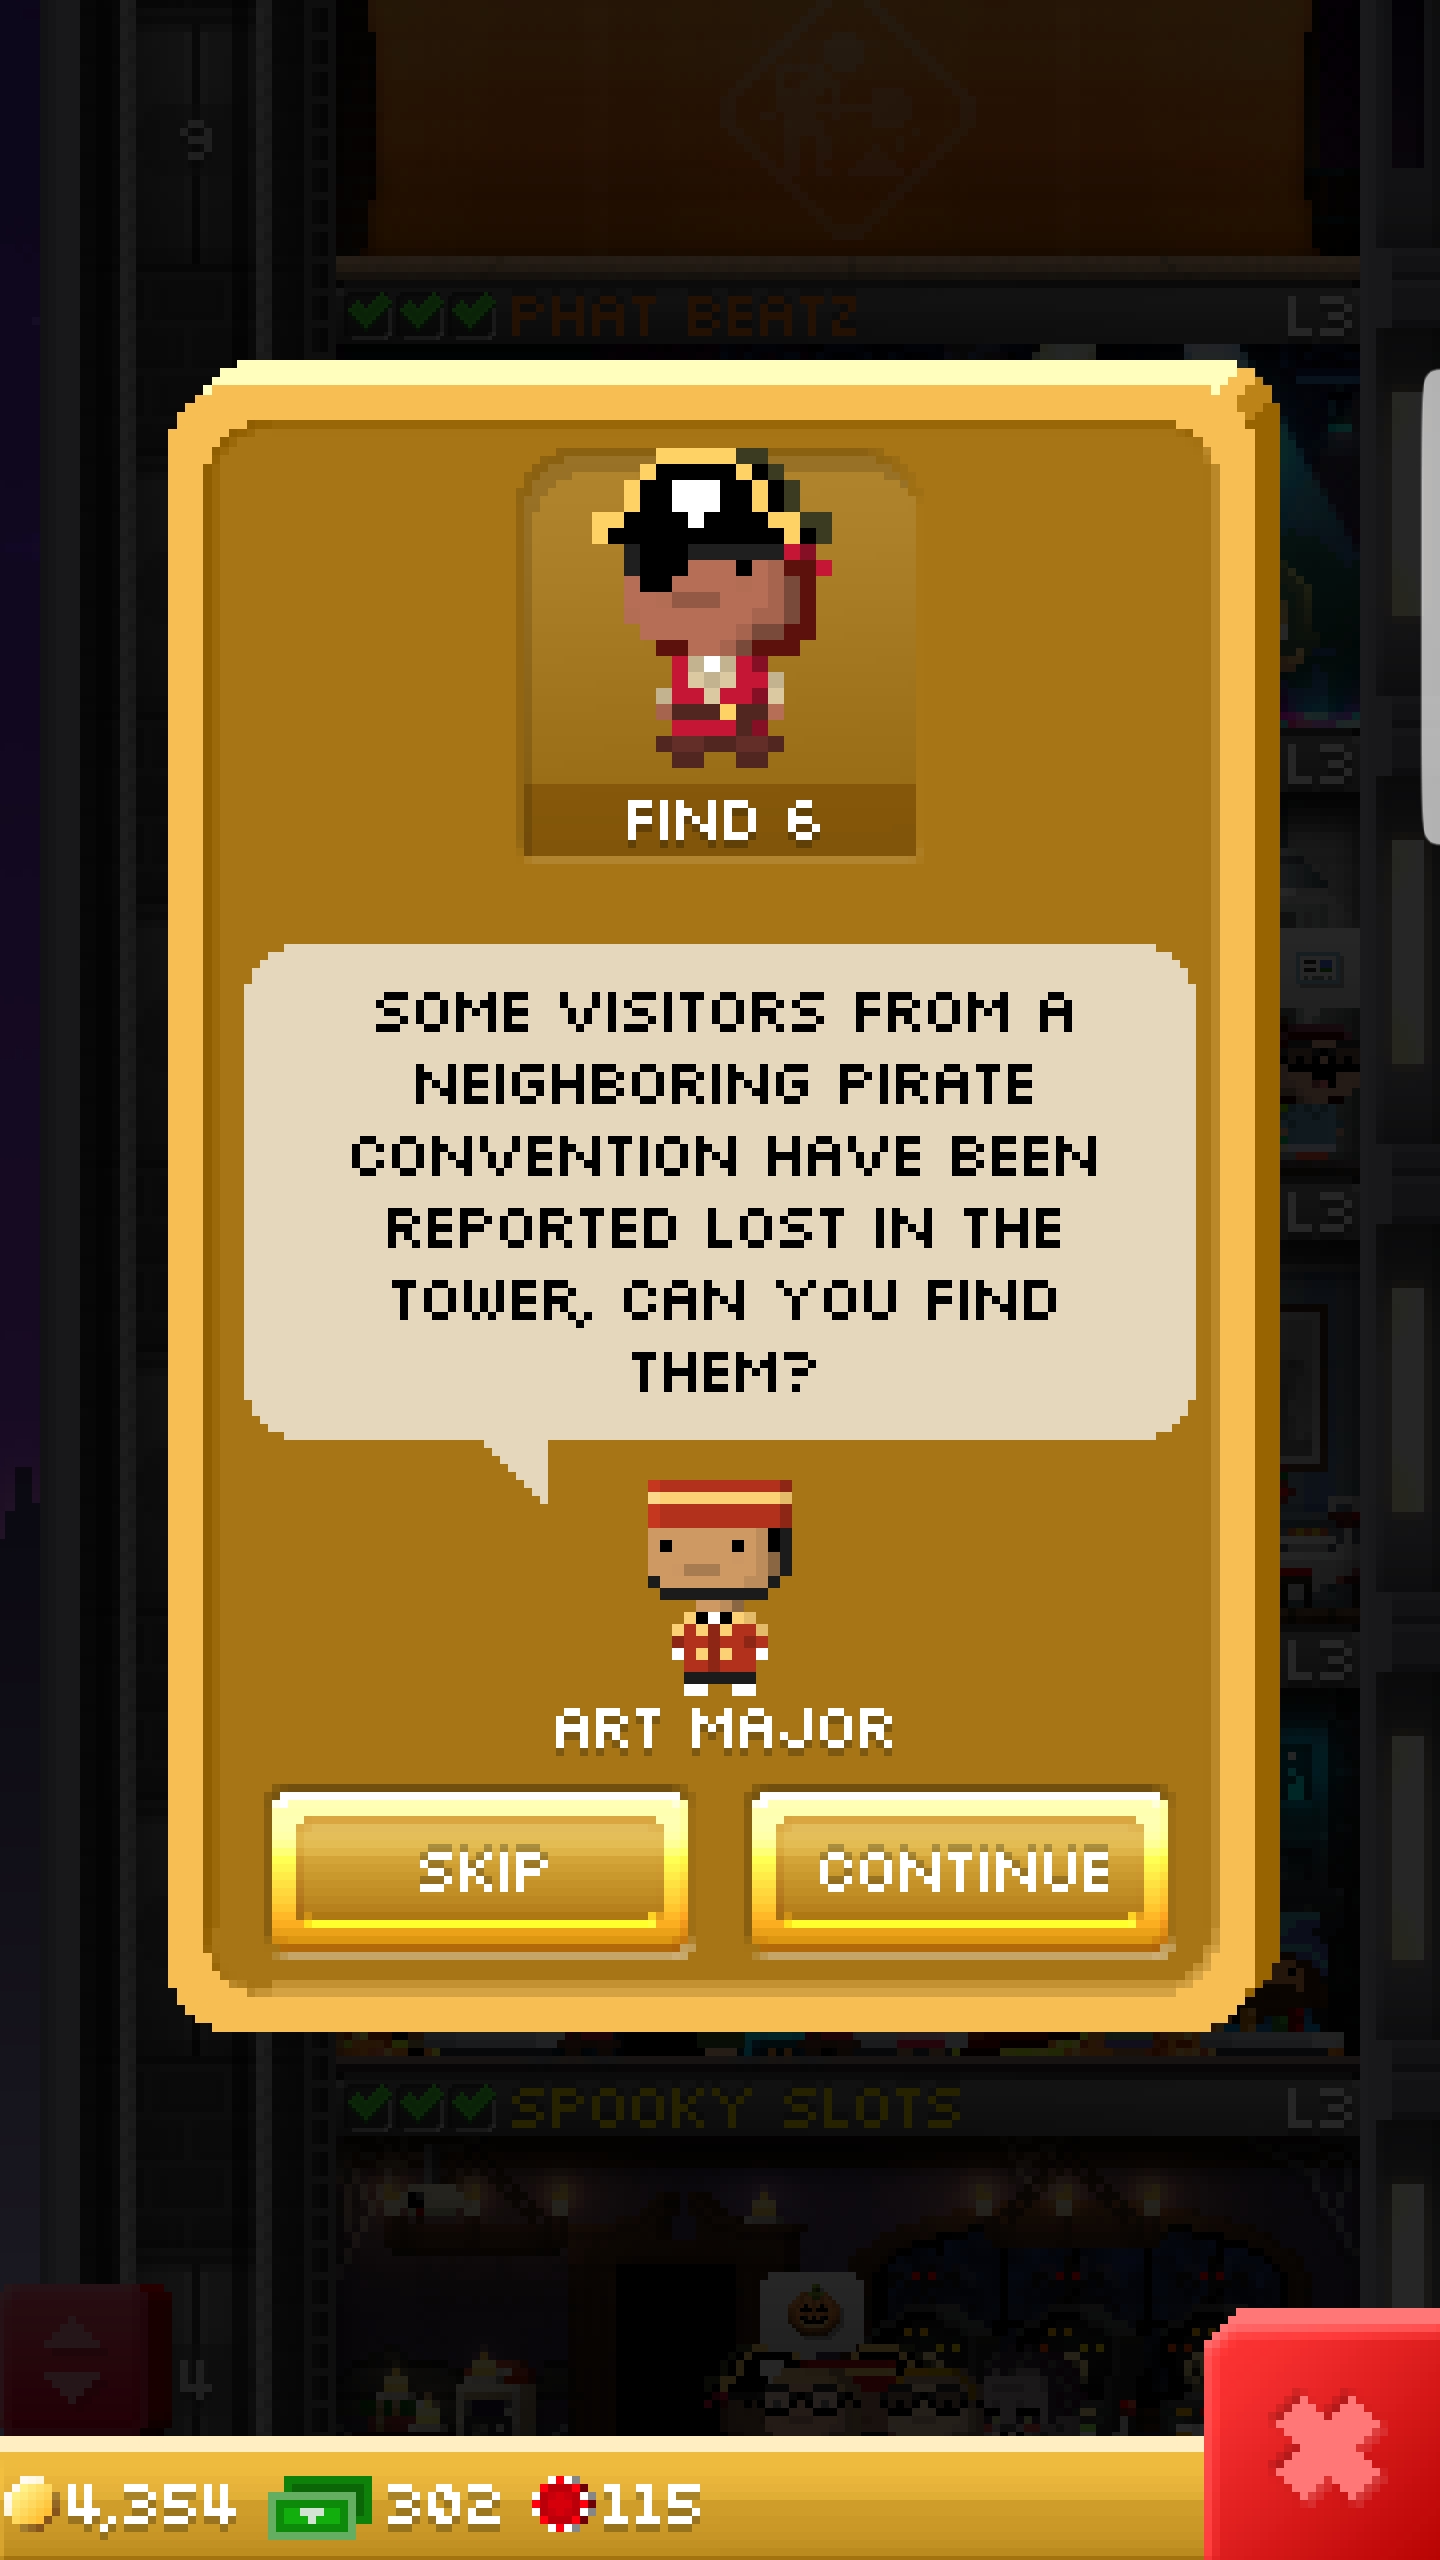 9
PHAT BEATZ L3
L3
FIND 6
SOME VISITORS FROM A
NEIGHBORING PIRATE
CONVENTION HAVE BEEN
REPORTED LOST IN THE
TOWER, CAN YOU FIND
THEM?
L3
L3
ART MAJOR
SKIP CONTINUE
SPOOKY SLOTS L3
4
4,354 302 115